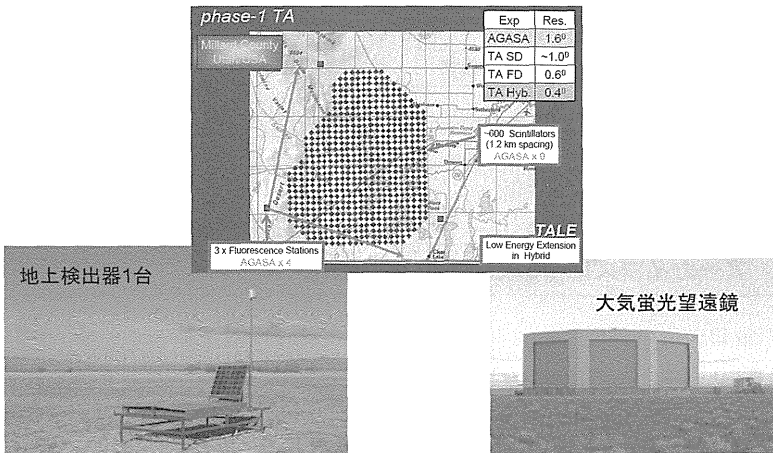 phase-1 TA
Millard County
Utah USA
Exp Res.
AGASA 1.6⁰
TA SD ~1.0⁰
TA FD 0.6⁰
TA Hyb. 0.4⁰
~600 Scintillators
(1.2 km spacing)
AGASA x 9
Desert
3 x Fluorescence Stations
AGASA x 4
TALE
Low Energy Extension
in Hybrid
地上検出器1台
大気蛍光望遠鏡